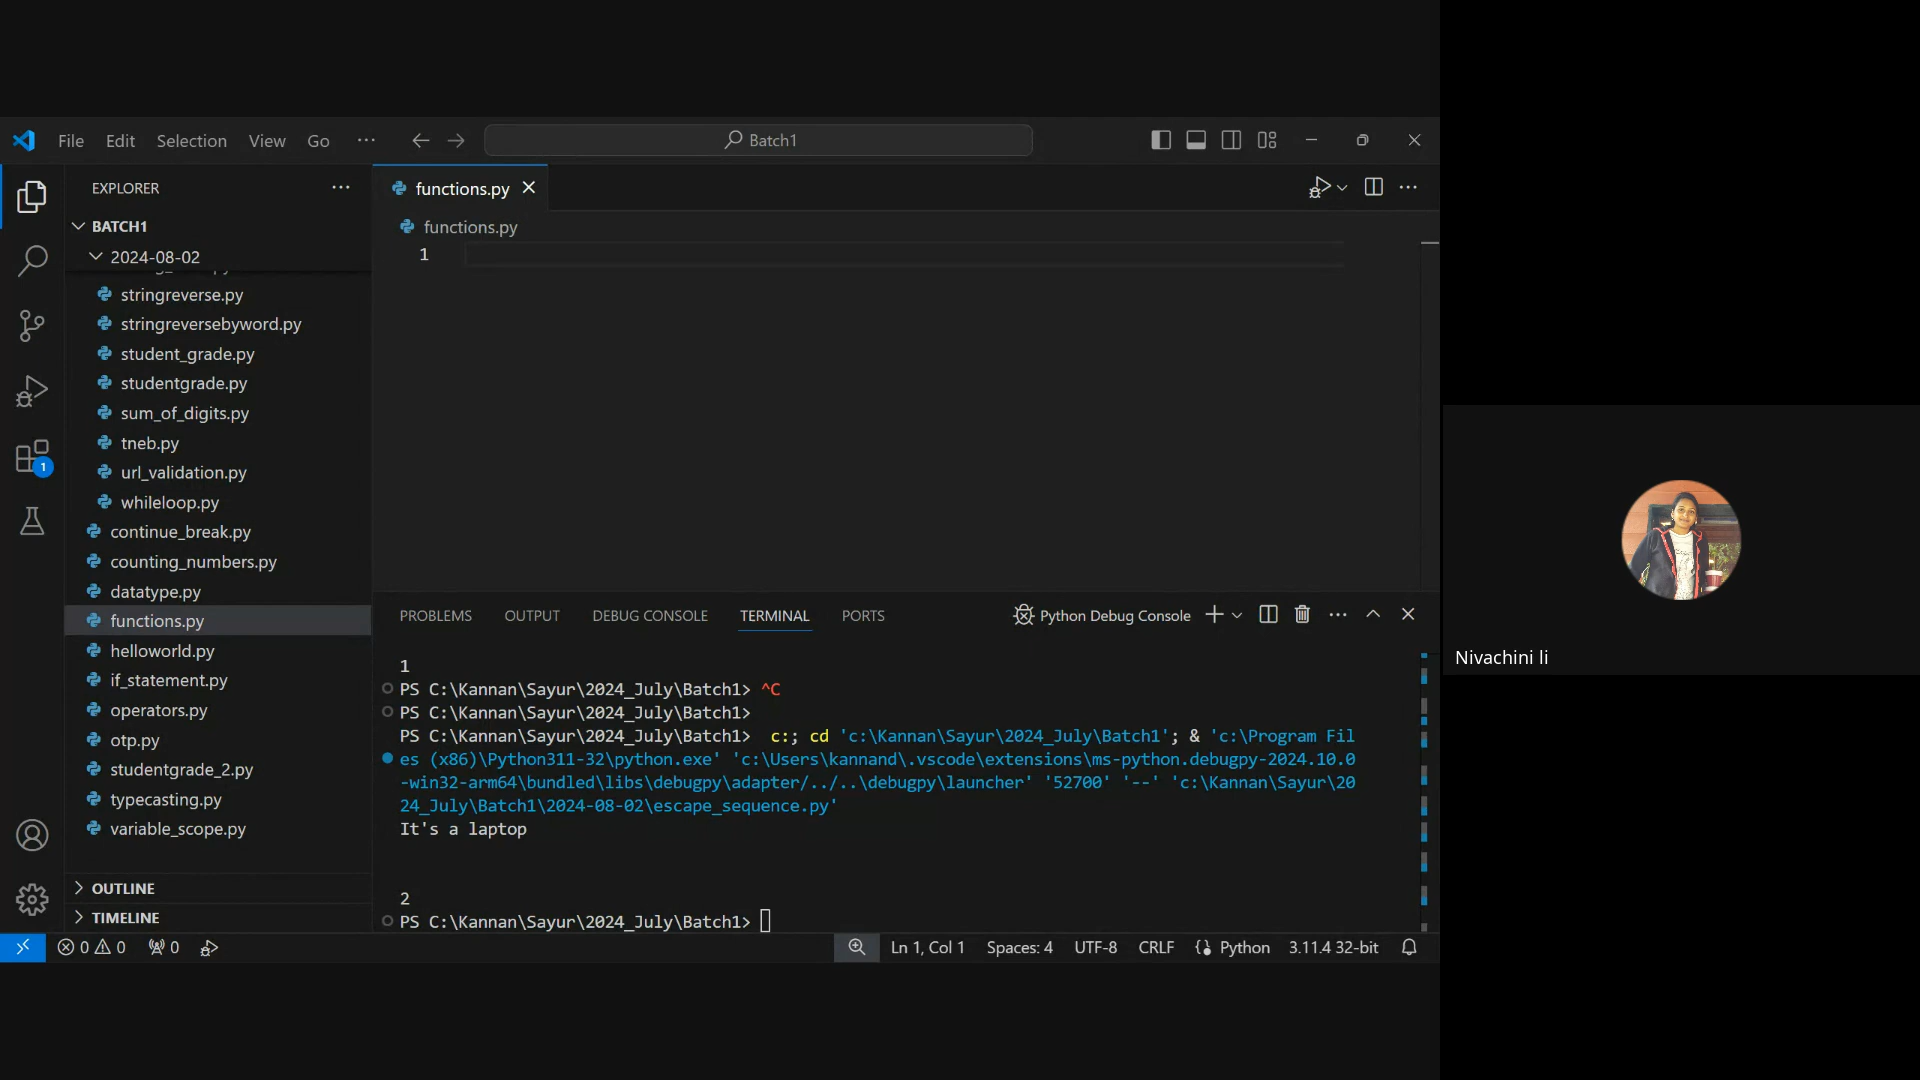 File Edit Selection View Go ··· Batch1
EXPLORER ···
BATCH1
2024-08-02
stringreverse.py
stringreversebyword.py
student_grade.py
studentgrade.py
sum_of_digits.py
tneb.py
url_validation.py
whileloop.py
continue_break.py
counting_numbers.py
datatype.py
functions.py
helloworld.py
if_statement.py
operators.py
otp.py
studentgrade_2.py
typecasting.py
variable_scope.py
OUTLINE
TIMELINE
1
functions.py
functions.py
1
PROBLEMS OUTPUT DEBUG CONSOLE TERMINAL PORTS Python Debug Console
1
PS C:\Kannan\Sayur\2024_July\Batch1> ^C
PS C:\Kannan\Sayur\2024_July\Batch1>
PS C:\Kannan\Sayur\2024_July\Batch1> c:; cd 'c:\Kannan\Sayur\2024_July\Batch1'; & 'c:\Program Fil
es (x86)\Python311-32\python.exe' 'c:\Users\kannand\.vscode\extensions\ms-python.debugpy-2024.10.0
-win32-arm64\bundled\libs\debugpy\adapter/../..\debugpy\launcher' '52700' '--' 'c:\Kannan\Sayur\20
24_July\Batch1\2024-08-02\escape_sequence.py'
It's a laptop
2
PS C:\Kannan\Sayur\2024_July\Batch1>
0 0 0 Ln 1, Col 1 Spaces: 4 UTF-8 CRLF Python 3.11.4 32-bit
Nivachini li